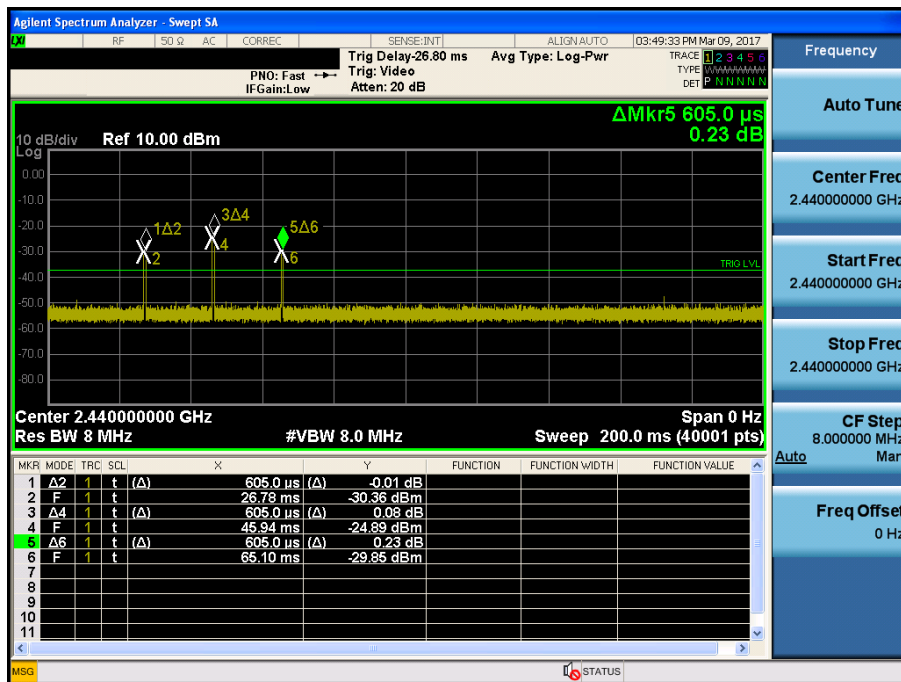 Agilent Spectrum Analyzer - Swept SA
LXI RF 50 Ω AC CORREC SENSE:INT ALIGN AUTO 03:49:33 PM Mar 09, 2017
PNO: Fast
IFGain:Low
Trig Delay-26.80 ms
Trig: Video
Atten: 20 dB
Avg Type: Log-Pwr
TRACE 1 2 3 4 5 6
TYPE WWWWWW
DET P N N N N N
ΔMkr5 605.0 µs
0.23 dB
10 dB/div Ref 10.00 dBm
Log
0.00
-10.0
-20.0
-30.0
-40.0
-50.0
-60.0
-70.0
-80.0
1Δ2
2
3Δ4
4
5Δ6
6
TRIG LVL
Center 2.440000000 GHz Span 0 Hz
Res BW 8 MHz #VBW 8.0 MHz Sweep 200.0 ms (40001 pts)
MKR MODE TRC SCL X Y FUNCTION FUNCTION WIDTH FUNCTION VALUE
1 Δ2 1 t (Δ) 605.0 µs (Δ) -0.01 dB
2 F 1 t 26.78 ms -30.36 dBm
3 Δ4 1 t (Δ) 605.0 µs (Δ) 0.08 dB
4 F 1 t 45.94 ms -24.89 dBm
5 Δ6 1 t (Δ) 605.0 µs (Δ) 0.23 dB
6 F 1 t 65.10 ms -29.85 dBm
7
8
9
10
11
MSG STATUS
Frequency
Auto Tune
Center Freq
2.440000000 GHz
Start Freq
2.440000000 GHz
Stop Freq
2.440000000 GHz
CF Step
8.000000 MHz
Auto Man
Freq Offset
0 Hz